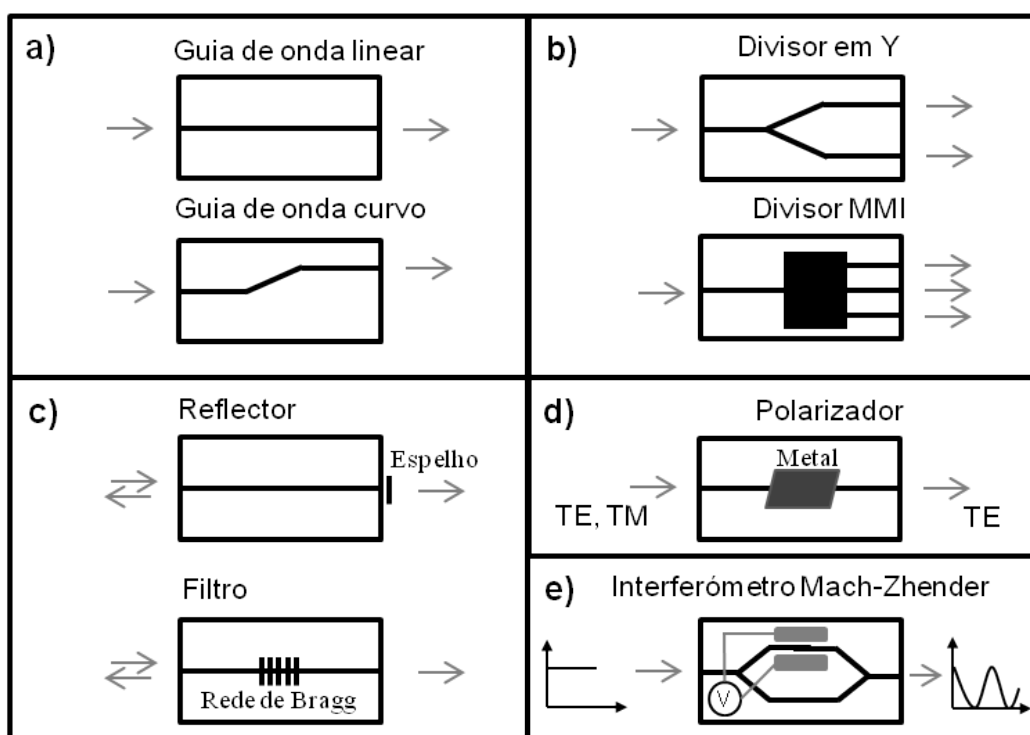 a)
Guia de onda linear
Guia de onda curvo
b)
Divisor em Y
Divisor MMI
c)
Reflector
Espelho
Filtro
Rede de Bragg
d)
Polarizador
Metal
TE, TM
TE
e)
Interferómetro Mach-Zhender
V